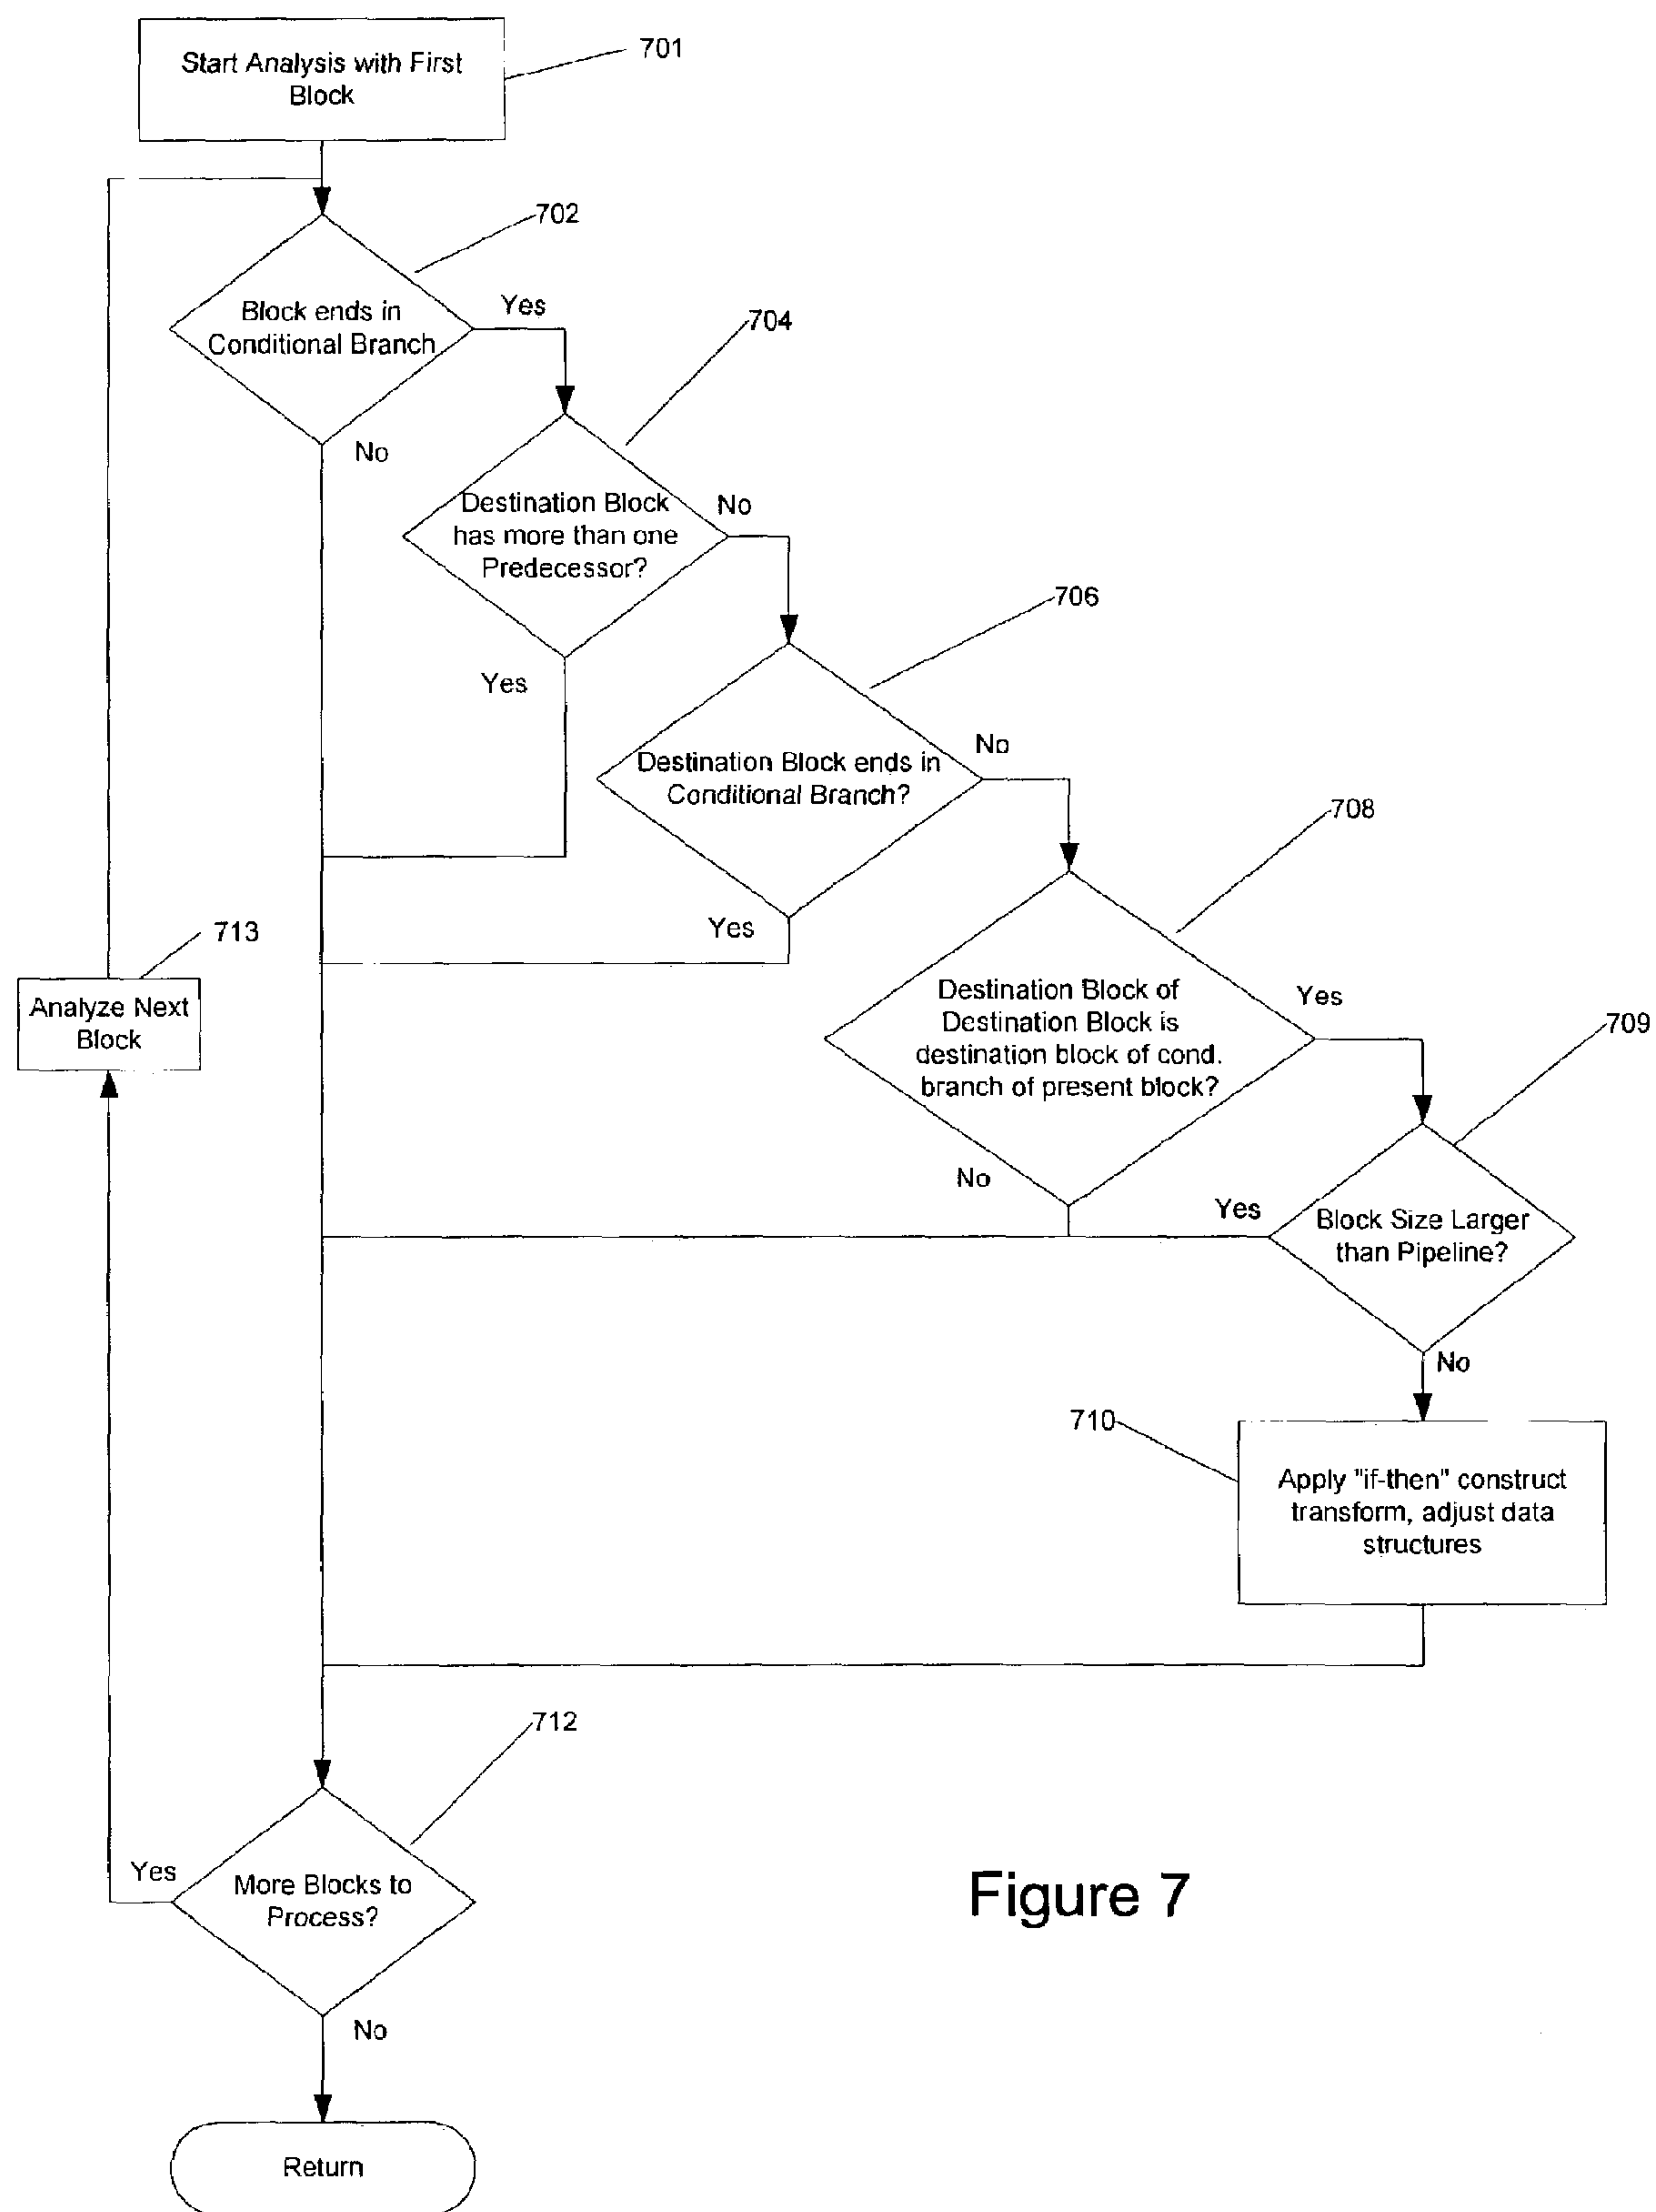 Start Analysis with First
Block
701
702
Block ends in
Conditional Branch
Yes
No
704
Destination Block
has more than one
Predecessor?
No
Yes
706
Destination Block ends in
Conditional Branch?
No
Yes
708
Destination Block of
Destination Block is
destination block of cond.
branch of present block?
Yes
No
709
Block Size Larger
than Pipeline?
Yes
No
713
Analyze Next
Block
710
Apply "if-then" construct
transform, adjust data
structures
712
More Blocks to
Process?
Yes
No
Return
Figure 7